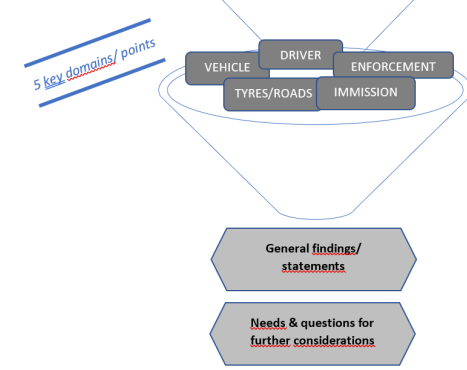 5 key domains/ points
DRIVER
VEHICLE
ENFORCEMENT
TYRES/ROADS
IMMISSION
General findings/
statements
Needs & questions for
further considerations